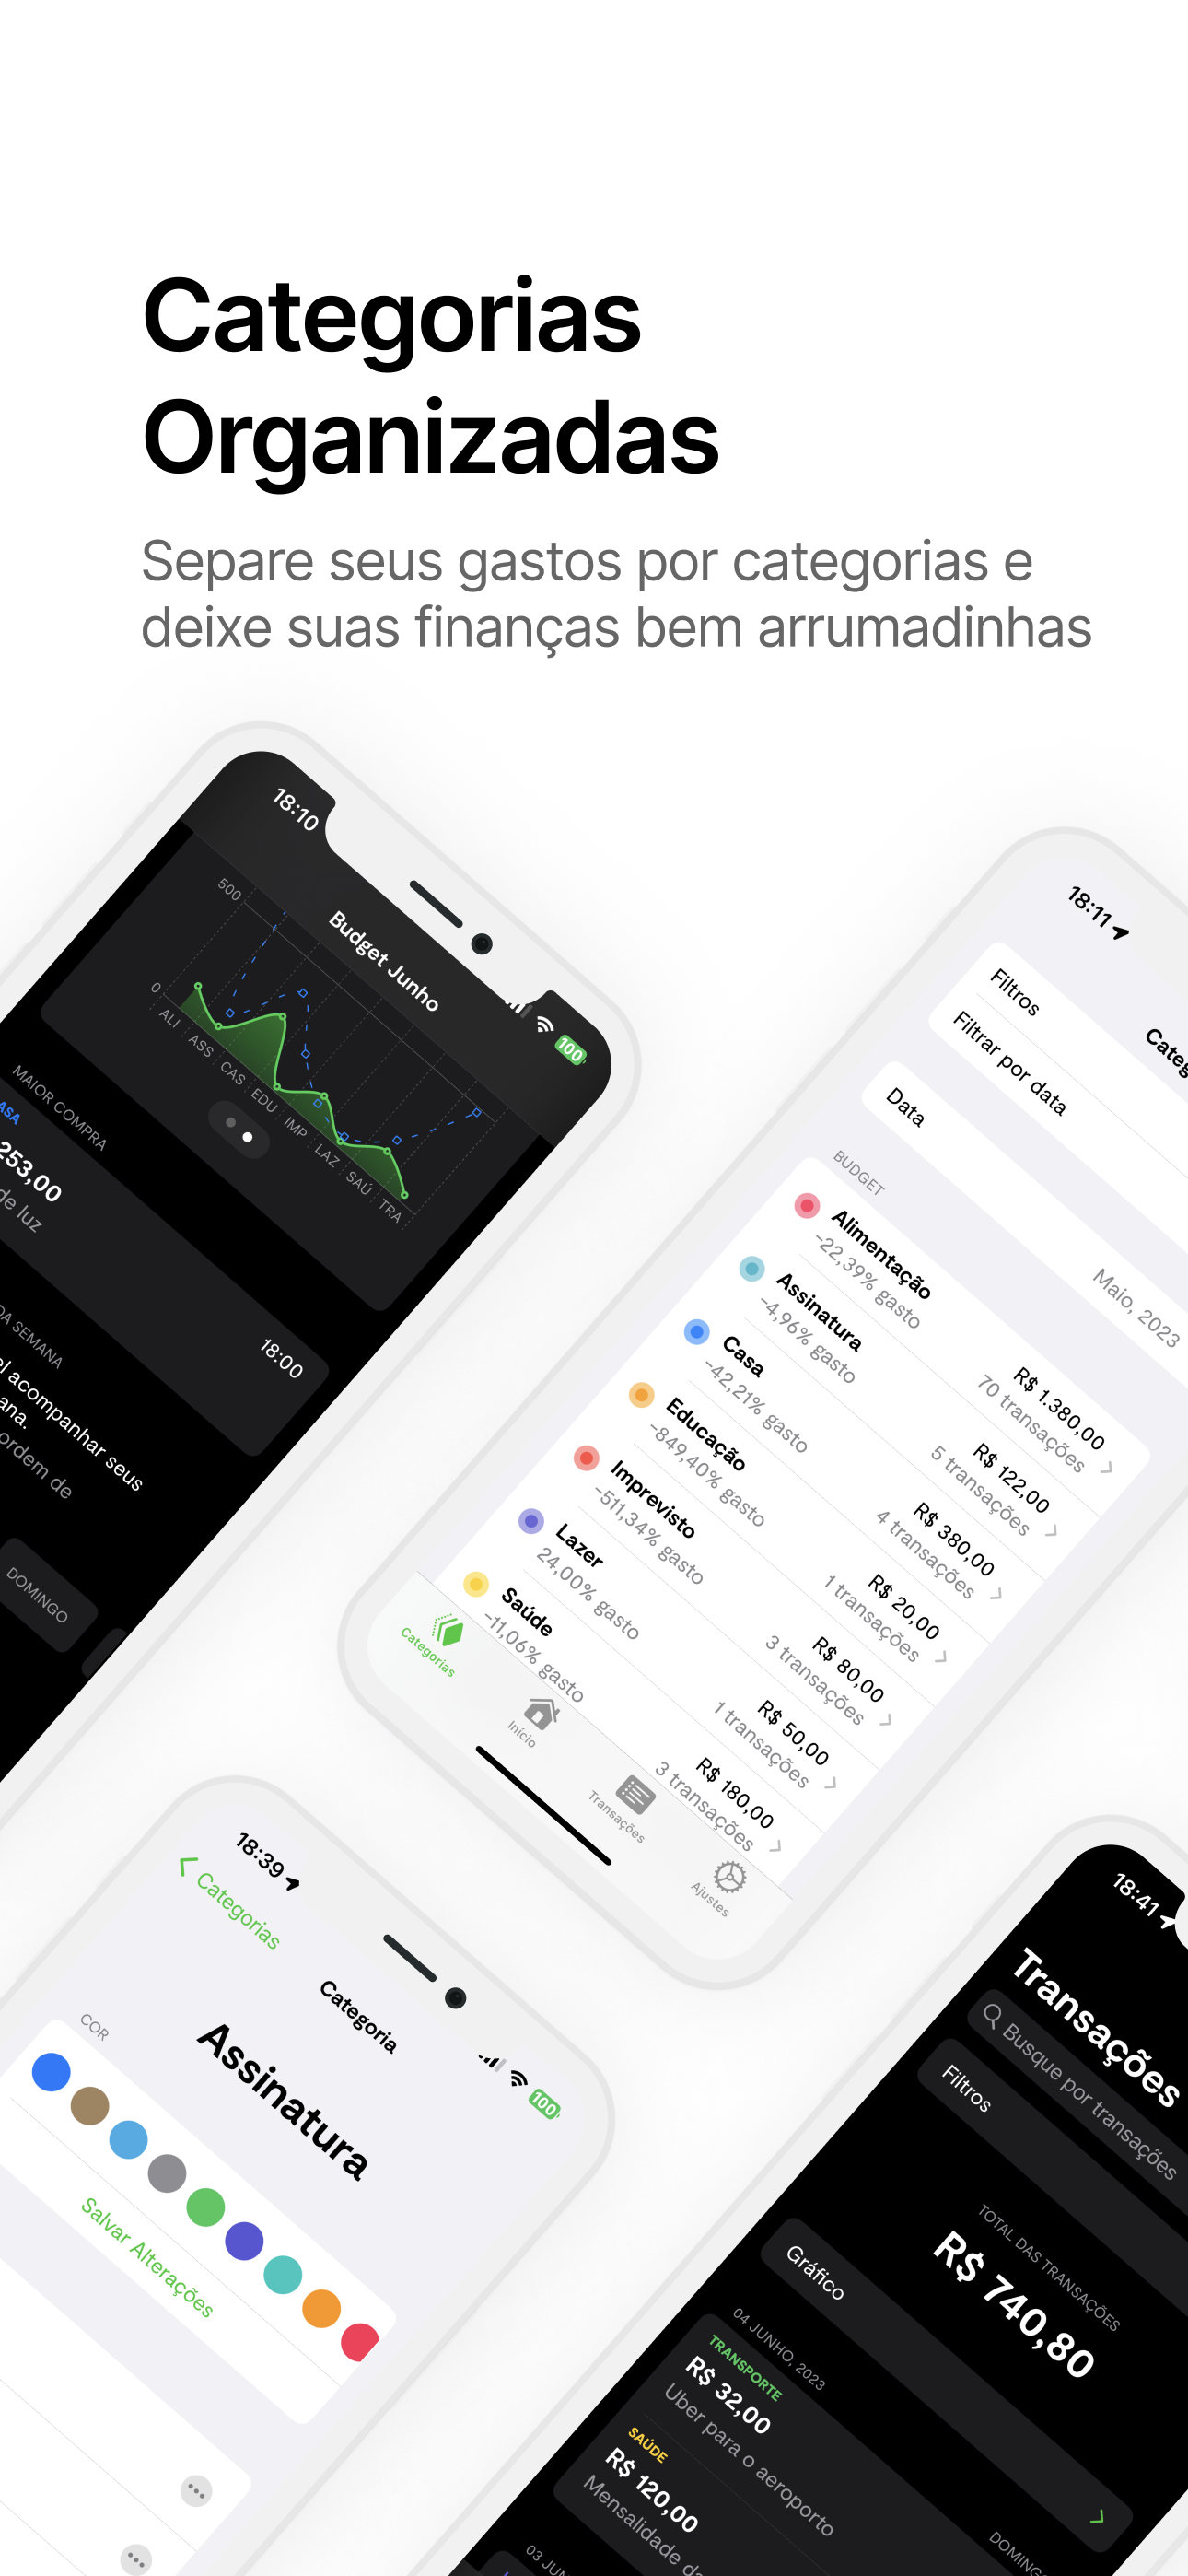 Categorias
Organizadas
Separe seus gastos por categorias e
deixe suas finanças bem arrumadinhas
18:10
100
Budget Junho
500
0
ALI
ASS
CAS
EDU
IMP
LAZ
SAÚ
TRA
MAIOR COMPRA
253,00
de luz
18:00
DA SEMANA
acompanhar seus
ordem de
DOMINGO
18:11
Filtros
Filtrar por data
Data
Maio, 2023
BUDGET
Alimentação
R$ 1.380,00
-22,39% gasto
70 transações
Assinatura
R$ 122,00
-4,96% gasto
5 transações
Casa
R$ 380,00
-42,21% gasto
4 transações
Educação
R$ 20,00
-849,40% gasto
1 transações
Imprevisto
R$ 80,00
-511,34% gasto
3 transações
Lazer
R$ 50,00
24,00% gasto
1 transações
Saúde
R$ 180,00
-11,06% gasto
3 transações
Categorias
Início
Transações
Ajustes
18:39
100
Categorias
Categoria
Assinatura
COR
Salvar Alterações
18:41
Transações
Busque por transações
Filtros
TOTAL DAS TRANSAÇÕES
R$ 740,80
Gráfico
04 JUNHO, 2023
DOMINGO
TRANSPORTE
R$ 32,00
Uber para o aeroporto
SAÚDE
R$ 120,00
Mensalidade
03